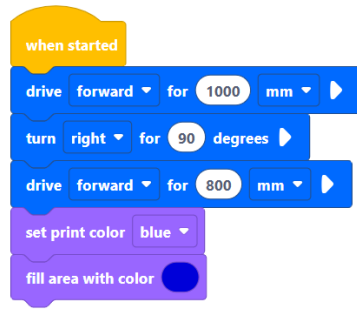 when started
drive forward for 1000 mm
turn right for 90 degrees
drive forward for 800 mm
set print color blue
fill area with color